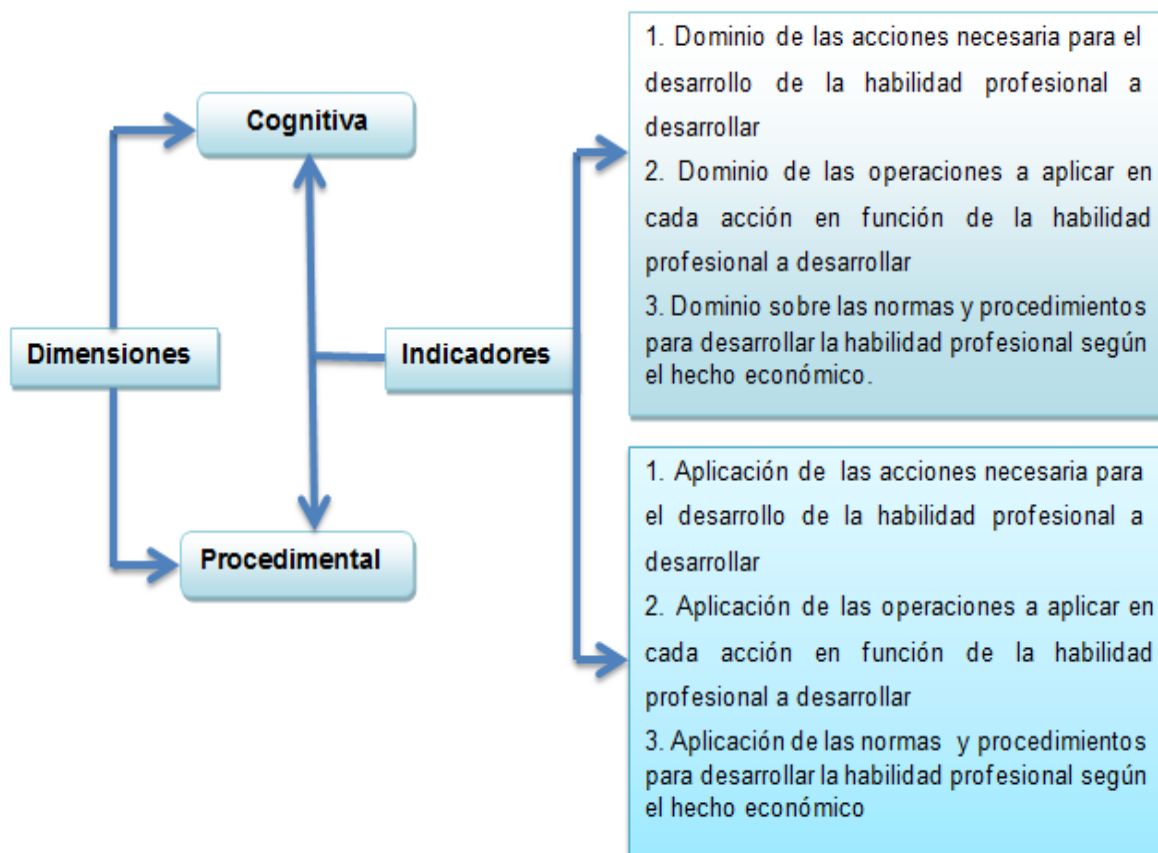 Cognitiva
Dimensiones
Procedimental
Indicadores
1. Dominio de las acciones necesaria para el
desarrollo de la habilidad profesional a
desarrollar
2. Dominio de las operaciones a aplicar en
cada acción en función de la habilidad
profesional a desarrollar
3. Dominio sobre las normas y procedimientos
para desarrollar la habilidad profesional según
el hecho económico.
1. Aplicación de las acciones necesaria para
el desarrollo de la habilidad profesional a
desarrollar
2. Aplicación de las operaciones a aplicar en
cada acción en función de la habilidad
profesional a desarrollar
3. Aplicación de las normas y procedimientos
para desarrollar la habilidad profesional según
el hecho económico